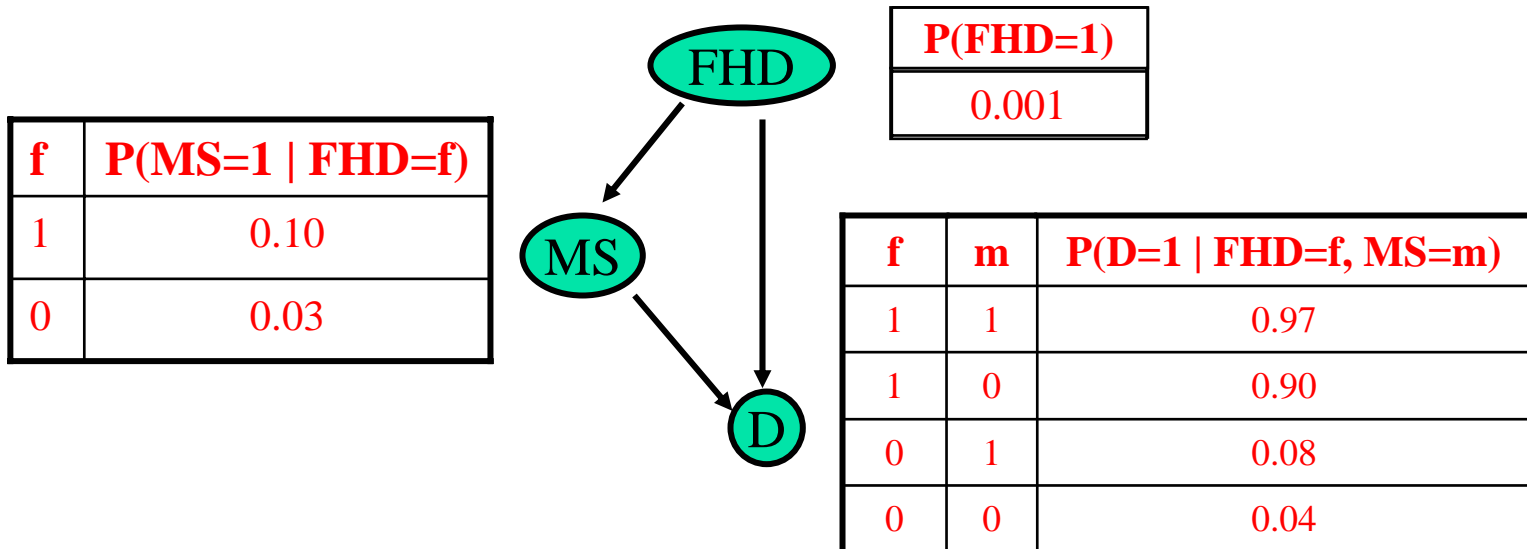 FHD
P(FHD=1)
0.001
f P(MS=1 | FHD=f)
1 0.10
0 0.03
MS
f m P(D=1 | FHD=f, MS=m)
1 1 0.97
1 0 0.90
0 1 0.08
0 0 0.04
D